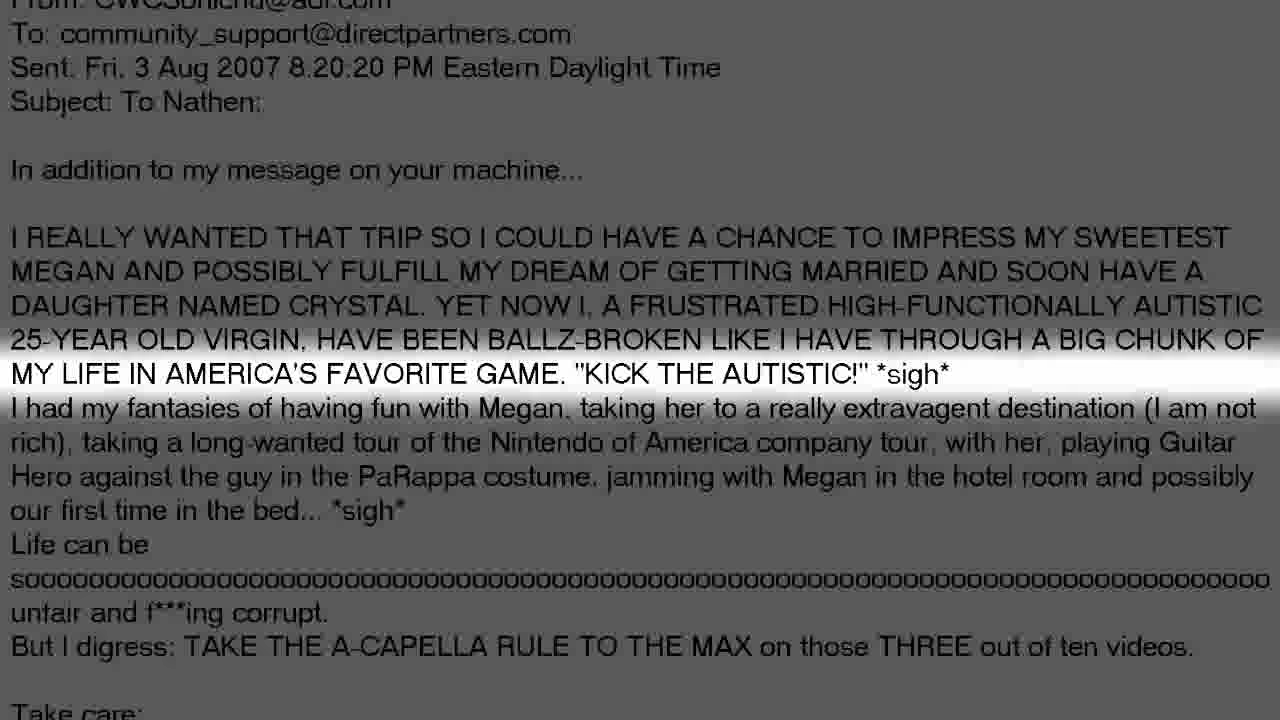 From: CWCSonichu@aol.com
To: community_support@directpartners.com
Sent: Fri, 3 Aug 2007 8:20:20 PM Eastern Daylight Time
Subject: To Nathen:
In addition to my message on your machine...
I REALLY WANTED THAT TRIP SO I COULD HAVE A CHANCE TO IMPRESS MY SWEETEST
MEGAN AND POSSIBLY FULFILL MY DREAM OF GETTING MARRIED AND SOON HAVE A
DAUGHTER NAMED CRYSTAL. YET NOW I, A FRUSTRATED HIGH-FUNCTIONALLY AUTISTIC
25-YEAR OLD VIRGIN, HAVE BEEN BALLZ-BROKEN LIKE I HAVE THROUGH A BIG CHUNK OF
MY LIFE IN AMERICA'S FAVORITE GAME. "KICK THE AUTISTIC!" *sigh*
I had my fantasies of having fun with Megan, taking her to a really extravagent destination (I am not
rich), taking a long-wanted tour of the Nintendo of America company tour, with her, playing Guitar
Hero against the guy in the PaRappa costume, jamming with Megan in the hotel room and possibly
our first time in the bed... *sigh*
Life can be
soooooooooooooooooooooooooooooooooooooooooooooooooooooooooooooooooooooooooooooo
unfair and f***ing corrupt.
But I digress: TAKE THE A-CAPELLA RULE TO THE MAX on those THREE out of ten videos.
Take care: